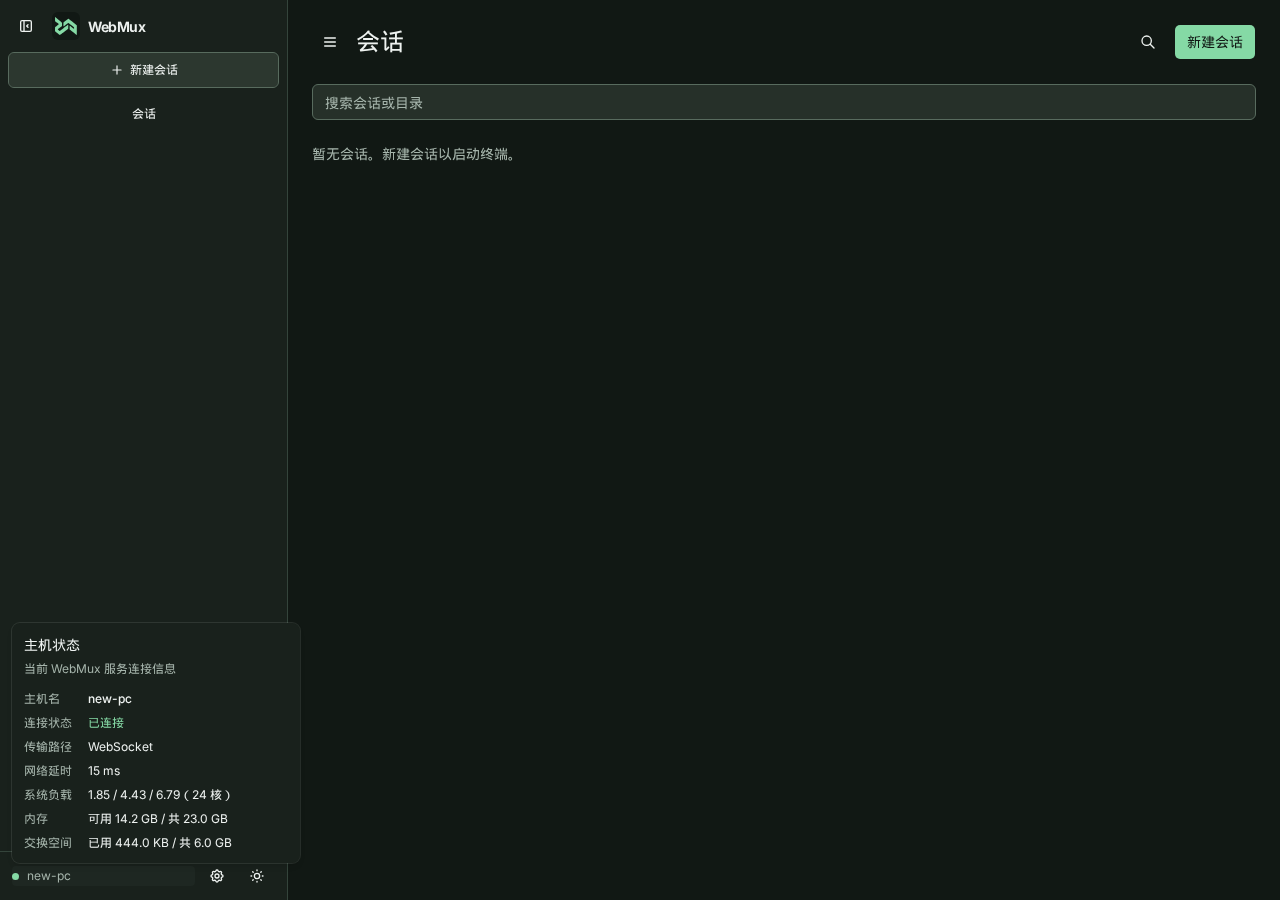 WebMux
新建会话
会话
会话
新建会话
搜索会话或目录
暂无会话。新建会话以启动终端。
主机状态
当前 WebMux 服务连接信息
主机名 new-pc
连接状态 已连接
传输路径 WebSocket
网络延时 15 ms
系统负载 1.85 / 4.43 / 6.79（24 核）
内存 可用 14.2 GB / 共 23.0 GB
交换空间 已用 444.0 KB / 共 6.0 GB
new-pc